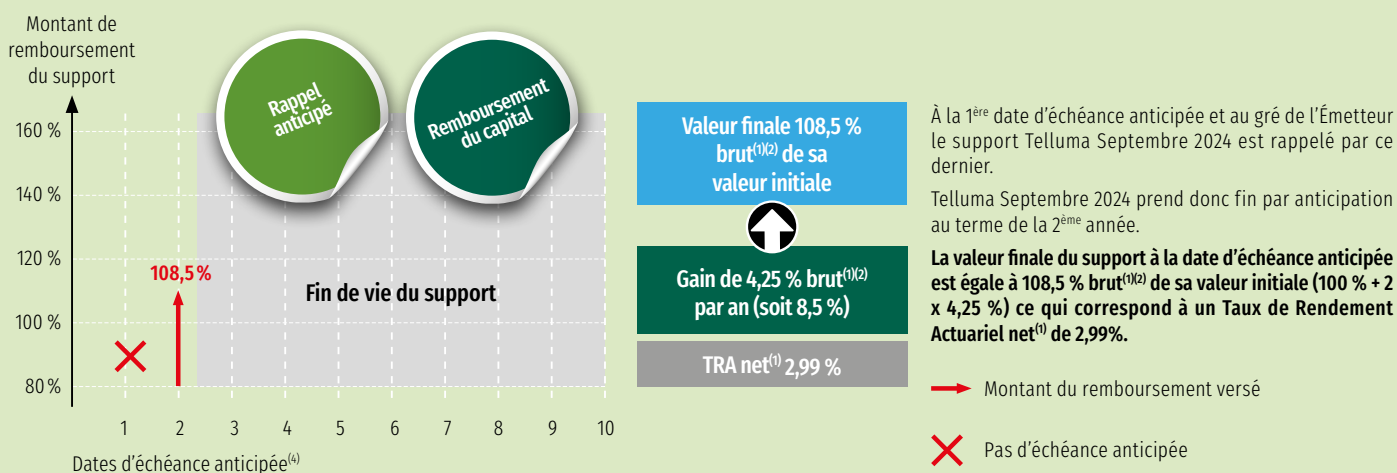 Montant de
remboursement
du support
160 %
140 %
120 %
100 %
80 %
Rappel
anticipé
Remboursement
du capital
108,5 %
Fin de vie du support
1 2 3 4 5 6 7 8 9 10
Dates d’échéance anticipée(4)
Valeur finale 108,5 %
brut(1)(2) de sa
valeur initiale
Gain de 4,25 % brut(1)(2)
par an (soit 8,5 %)
TRA net(1) 2,99 %
À la 1ère date d’échéance anticipée et au gré de l’Émetteur
le support Telluma Septembre 2024 est rappelé par ce
dernier.
Telluma Septembre 2024 prend donc fin par anticipation
au terme de la 2ème année.
La valeur finale du support à la date d’échéance anticipée
est égale à 108,5 % brut(1)(2) de sa valeur initiale (100 % + 2
x 4,25 %) ce qui correspond à un Taux de Rendement
Actuariel net(1) de 2,99%.
Montant du remboursement versé
Pas d’échéance anticipée